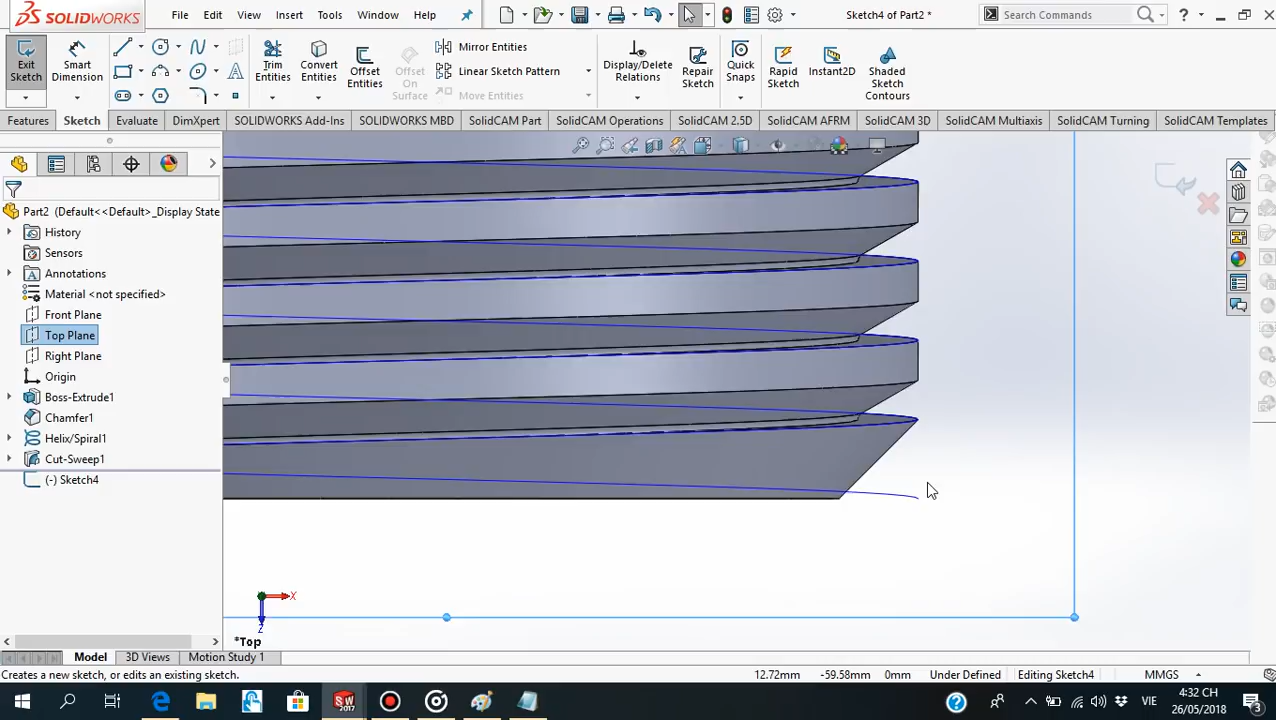 SOLIDWORKS File Edit View Insert Tools Window Help Sketch4 of Part2 * Search Commands ?
Exit Sketch Smart Dimension Trim Entities Convert Entities Offset Entities Offset On Surface Mirror Entities Linear Sketch Pattern Move Entities Display/Delete Relations Repair Sketch Quick Snaps Rapid Sketch Instant2D Shaded Sketch Contours
Features Sketch Evaluate DimXpert SOLIDWORKS Add-Ins SOLIDWORKS MBD SolidCAM Part SolidCAM Operations SolidCAM 2.5D SolidCAM AFRM SolidCAM 3D SolidCAM Multiaxis SolidCAM Turning SolidCAM Templates
Part2 (Default<<Default>_Display State
History
Sensors
Annotations
Material <not specified>
Front Plane
Top Plane
Right Plane
Origin
Boss-Extrude1
Chamfer1
Helix/Spiral1
Cut-Sweep1
(-) Sketch4
X
Z
*Top
Model 3D Views Motion Study 1
Creates a new sketch, or edits an existing sketch. 12.72mm -59.58mm 0mm Under Defined Editing Sketch4 MMGS
SW 2017 VIE 4:32 CH
26/05/2018 3